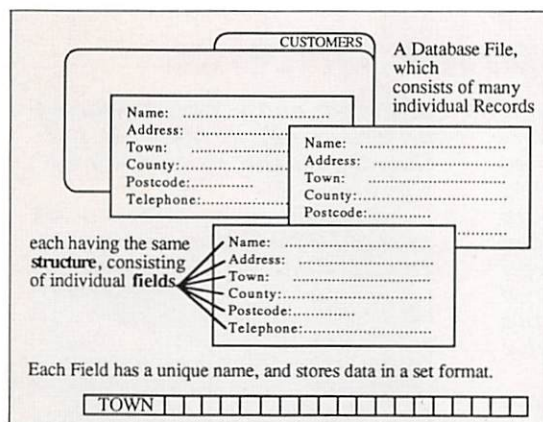 CUSTOMERS
A Database File,
which
consists of many
individual Records
Name: ..............................
Address: ..........................
Town: ..............................
County:............................
Postcode:.............
Telephone:.......................
Name: ..............................
Address: ..........................
Town: ..............................
County:............................
Postcode:.............
each having the same
structure, consisting
of individual fields
Name: ..............................
Address: ..........................
Town: ..............................
County:............................
Postcode:.............
Telephone:.......................
Each Field has a unique name, and stores data in a set format.
TOWN